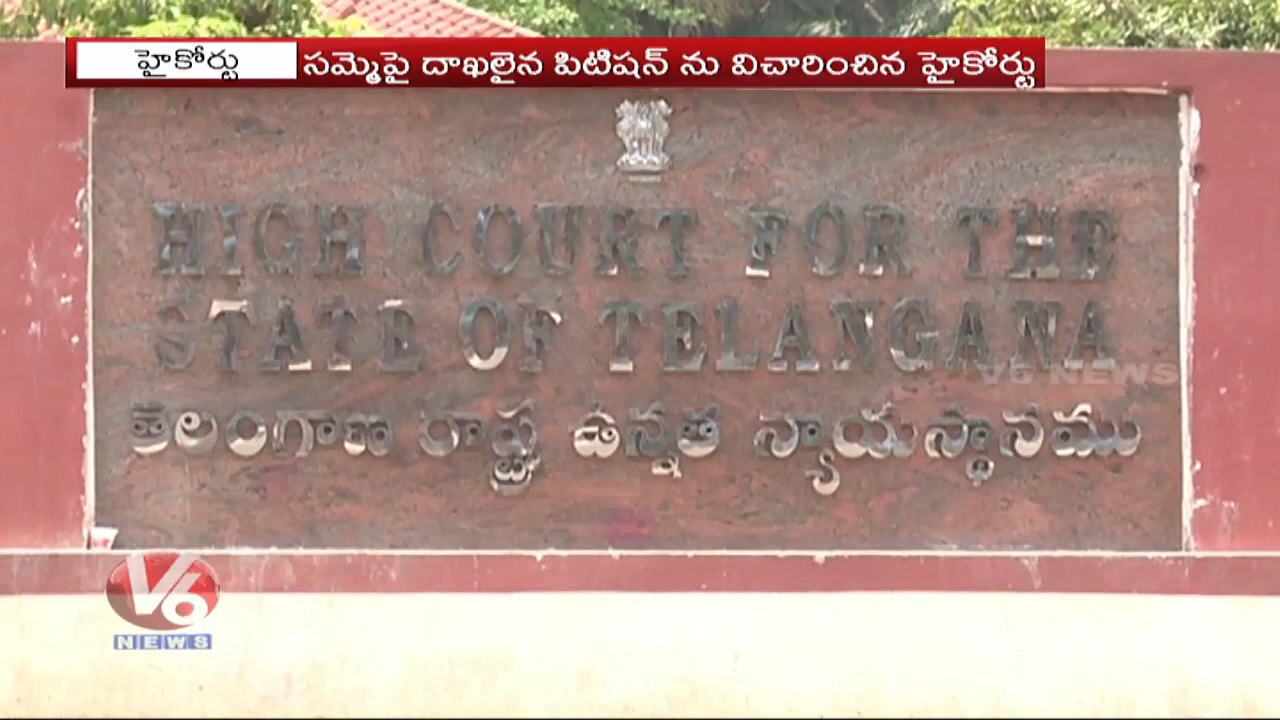 హైకోర్టు సమ్మెపై దాఖలైన పిటిషన్ ను విచారించిన హైకోర్టు
HIGH COURT FOR THE
STATE OF TELANGANA
V6 NEWS
తెలంగాణ రాష్ట్ర ఉన్నత న్యాయస్థానము
V6
NEWS